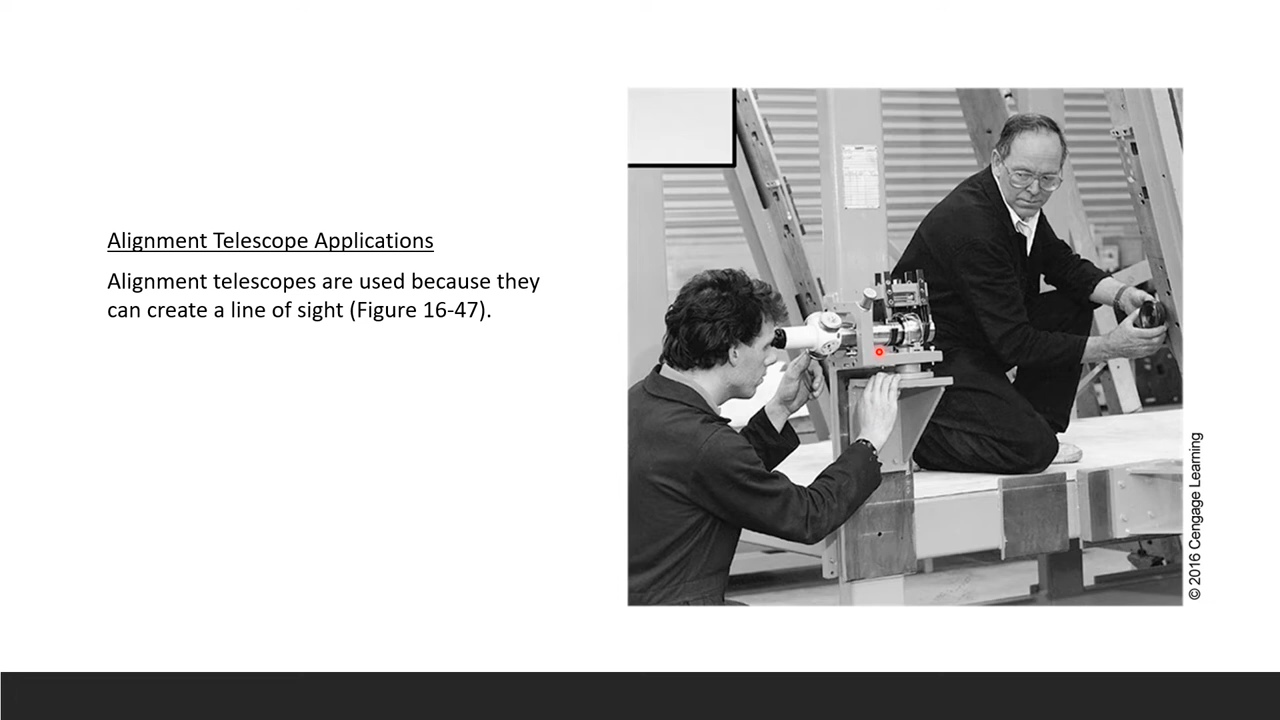 Alignment Telescope Applications
Alignment telescopes are used because they
can create a line of sight (Figure 16-47).
© 2016 Cengage Learning